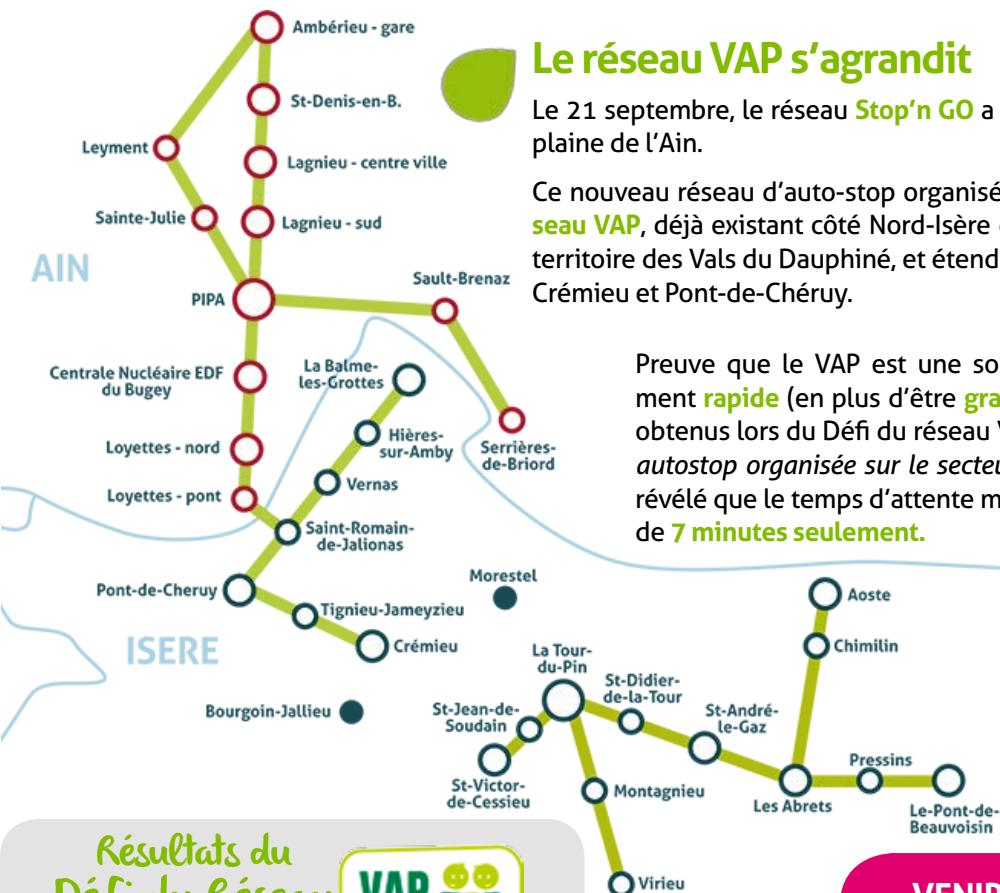 Ambérieu - gare
St-Denis-en-B.
Leyment
Lagnieu - centre ville
Sainte-Julie
Lagnieu - sud
AIN
PIPA
Sault-Brenaz
Centrale Nucléaire EDF
du Bugey
La Balme-
les-Grottes
Loyettes - nord
Hières-
sur-Amby
Serrières-
de-Briord
Loyettes - pont
Vernas
Saint-Romain-
de-Jalionas
Pont-de-Cheruy
Tignieu-Jameyzieu
Crémieu
ISERE
Morestel
Bourgoin-Jallieu
Aoste
Chimilin
La Tour-
du-Pin
St-Didier-
de-la-Tour
St-Jean-de-
Soudain
St-André-
le-Gaz
St-Victor-
de-Cessieu
Montagnieu
Les Abrets
Pressins
Le-Pont-de-
Beauvoisin
Virieu
Le réseau VAP s'agrandit
Le 21 septembre, le réseau Stop'n GO a
plaine de l'Ain.
Ce nouveau réseau d'auto-stop organisé
seau VAP, déjà existant côté Nord-Isère
territoire des Vals du Dauphiné, et étend
Crémieu et Pont-de-Chéruy.
Preuve que le VAP est une so
ment rapide (en plus d'être gra
obtenus lors du Défi du réseau V
autostop organisée sur le secteu
révélé que le temps d'attente m
de 7 minutes seulement.
Résultats du
Défi du Réseau
VAP
VENIR